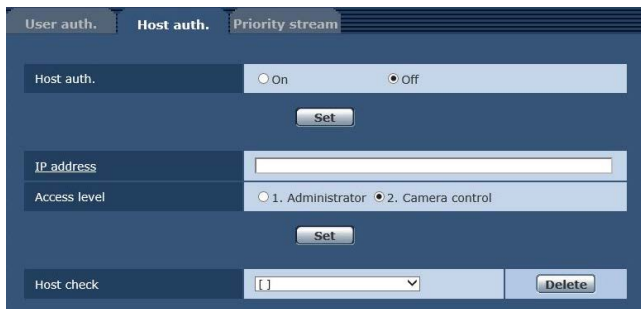 User auth. Host auth. Priority stream
Host auth. On Off
Set
IP address
Access level 1. Administrator 2. Camera control
Set
Host check [ ] Delete